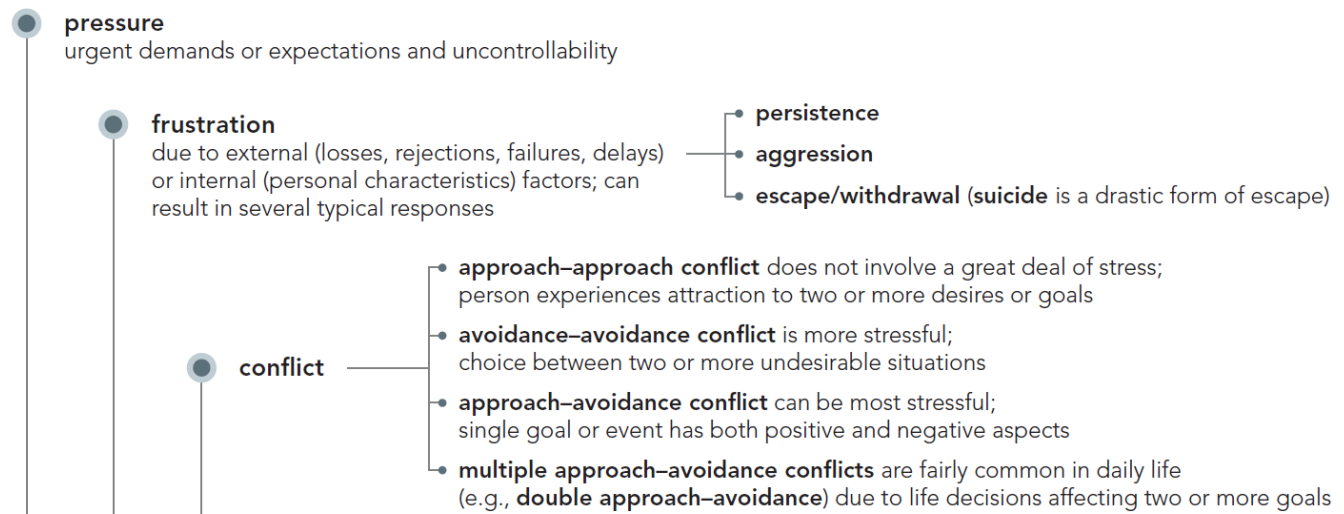 pressure
urgent demands or expectations and uncontrollability
frustration
due to external (losses, rejections, failures, delays)
or internal (personal characteristics) factors; can
result in several typical responses
persistence
aggression
escape/withdrawal (suicide is a drastic form of escape)
conflict
approach–approach conflict does not involve a great deal of stress;
person experiences attraction to two or more desires or goals
avoidance–avoidance conflict is more stressful;
choice between two or more undesirable situations
approach–avoidance conflict can be most stressful;
single goal or event has both positive and negative aspects
multiple approach–avoidance conflicts are fairly common in daily life
(e.g., double approach–avoidance) due to life decisions affecting two or more goals